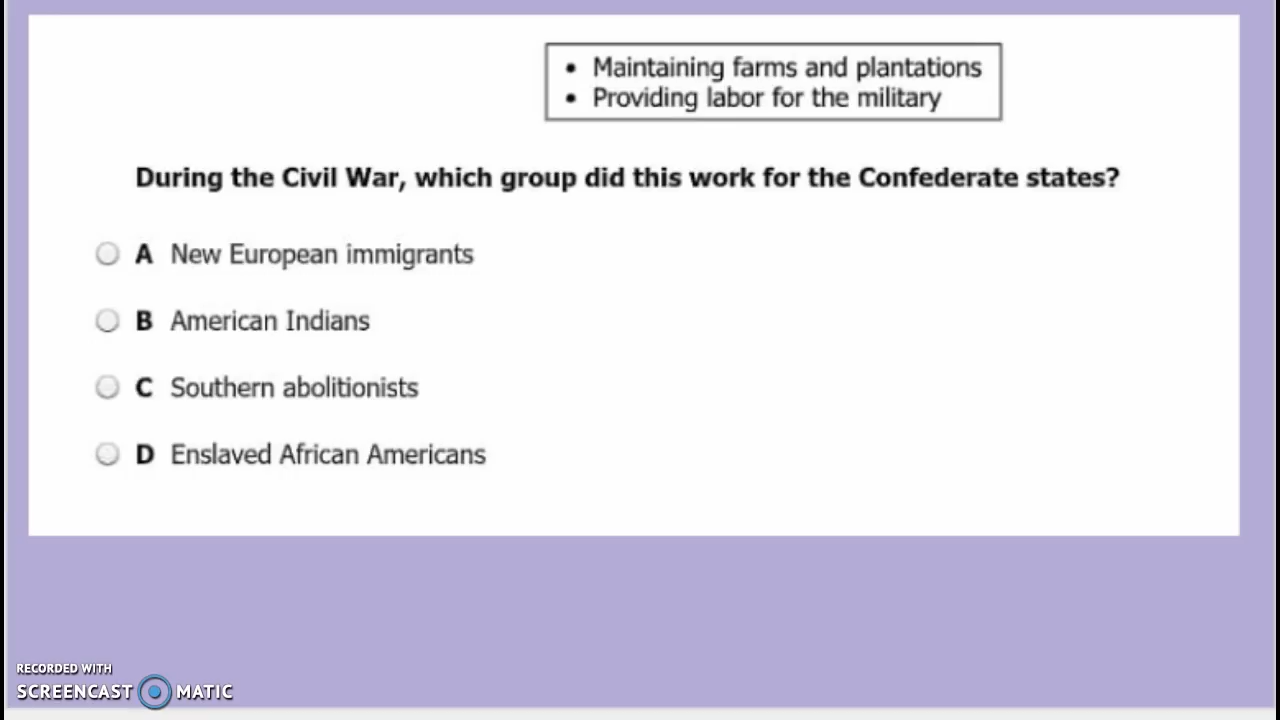 • Maintaining farms and plantations
• Providing labor for the military
During the Civil War, which group did this work for the Confederate states?
A New European immigrants
B American Indians
C Southern abolitionists
D Enslaved African Americans
RECORDED WITH
SCREENCAST MATIC